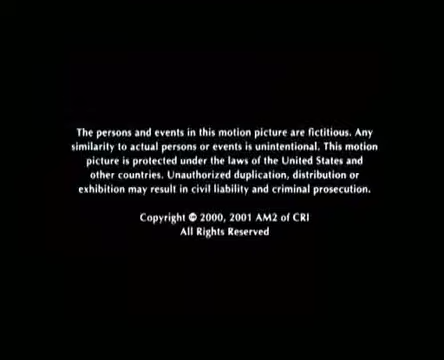 The persons and events in this motion picture are fictitious. Any
similarity to actual persons or events is unintentional. This motion
picture is protected under the laws of the United States and
other countries. Unauthorized duplication, distribution or
exhibition may result in civil liability and criminal prosecution.
Copyright © 2000, 2001 AM2 of CRI
All Rights Reserved